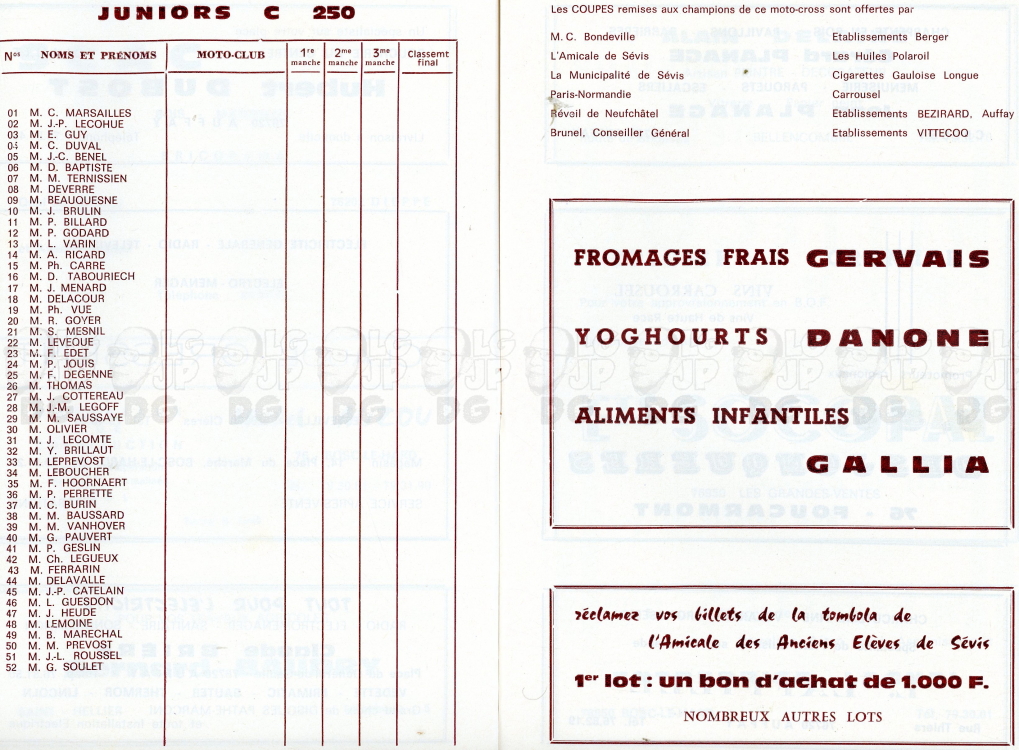 JUNIORS C 250
Nos NOMS ET PRÉNOMS MOTO-CLUB 1re manche 2me manche 3me manche Classemt final
01 M. C. MARSAILLES
02 M. J.-P. LECONUE
03 M. E. GUY
04 M. C. DUVAL
05 M. J.-C. BENEL
06 M. D. BAPTISTE
07 M. M. TERNISSIEN
08 M. DEVERRE
09 M. BEAUQUESNE
10 M. J. BRULIN
11 M. P. BILLARD
12 M. P. GODARD
13 M. L. VARIN
14 M. A. RICARD
15 M. Ph. CARRE
16 M. D. TABOURIECH
17 M. J. MENARD
18 M. DELACOUR
19 M. Ph. VUE
20 M. R. GOYER
21 M. S. MESNIL
22 M. LEVEQUE
23 M. F. EDET
24 M. P. JOUIS
25 M. F. DEGENNE
26 M. THOMAS
27 M. J. COTTEREAU
28 M. J.-M. LEGOFF
29 M. M. SAUSSAYE
30 M. OLIVIER
31 M. J. LECOMTE
32 M. Y. BRILLAUT
33 M. LEPREVOST
34 M. LEBOUCHER
35 M. F. HOORNAERT
36 M. P. PERRETTE
37 M. C. BURIN
38 M. M. BAUSSARD
39 M. M. VANHOVER
40 M. G. PAUVERT
41 M. P. GESLIN
42 M. Ch. LEGUEUX
43 M. FERRARIN
44 M. DELAVALLE
45 M. J.-P. CATELAIN
46 M. L. GUESDON
47 M. J. HEUDE
48 M. LEMOINE
49 M. B. MARECHAL
50 M. M. PREVOST
51 M. J.-L. ROUSSEL
52 M. G. SOULET
Les COUPES remises aux champions de ce moto-cross sont offertes par
M. C. Bondeville
L'Amicale de Sévis
La Municipalité de Sévis
Paris-Normandie
Réveil de Neufchâtel
Brunel, Conseiller Général
Etablissements Berger
Les Huiles Polaroil
Cigarettes Gauloise Longue
Carrousel
Etablissements BEZIRARD, Auffay
Etablissements VITTECOQ
FROMAGES FRAIS GERVAIS
YOGHOURTS DANONE
ALIMENTS INFANTILES
GALLIA
réclamez vos billets de la tombola de
l'Amicale des Anciens Elèves de Sévis
1er lot : un bon d'achat de 1.000 F.
NOMBREUX AUTRES LOTS
LG JP DG